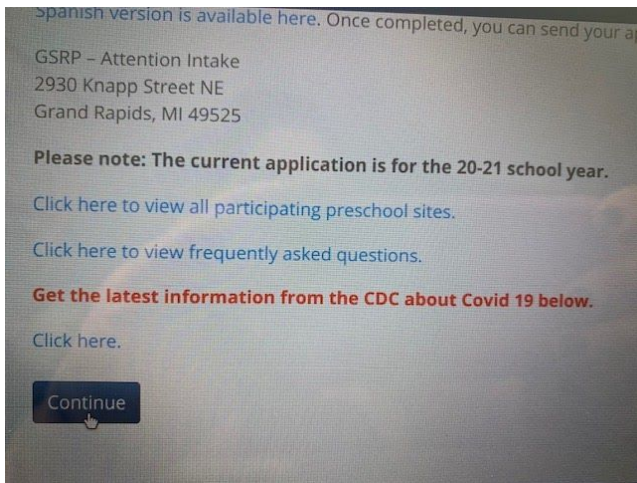 Spanish version is available here. Once completed, you can send your
GSRP – Attention Intake
2930 Knapp Street NE
Grand Rapids, MI 49525
Please note: The current application is for the 20-21 school year.
Click here to view all participating preschool sites.
Click here to view frequently asked questions.
Get the latest information from the CDC about Covid 19 below.
Click here.
Continue